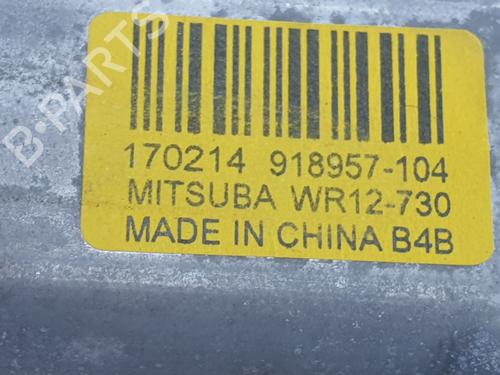 170214 918957-104
MITSUBA WR12-730
MADE IN CHINA B4B
B-PARTS